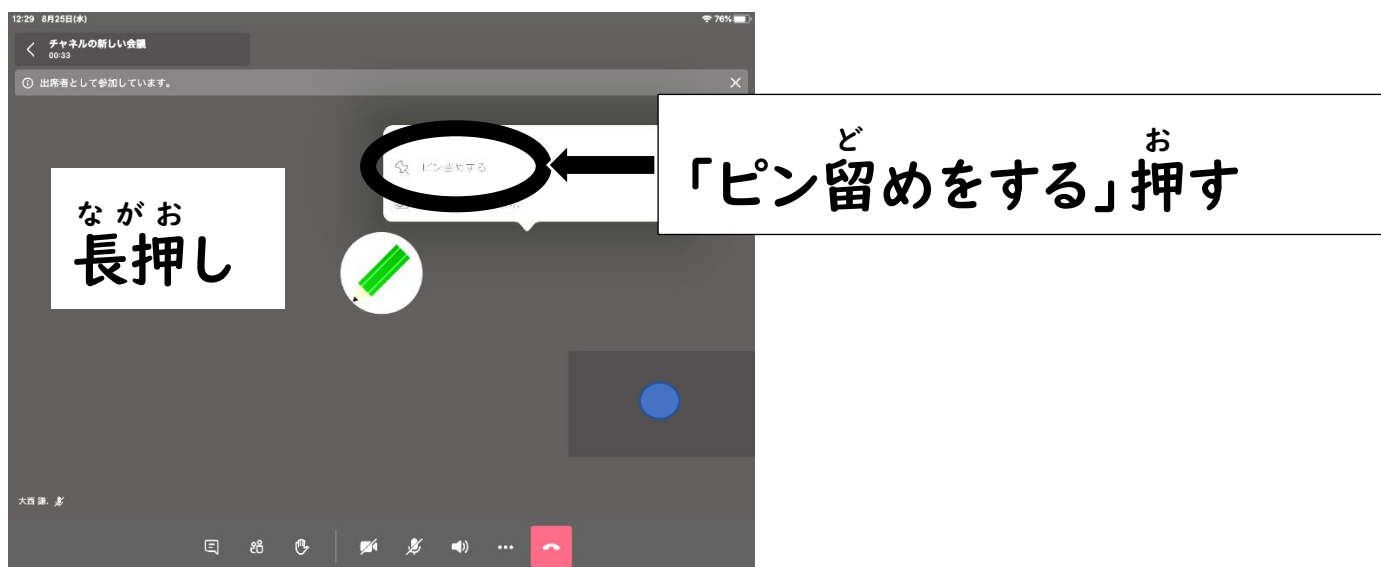 12:29 8月25日(水)
76%
チャネルの新しい会議
00:33
出席者として参加しています。
ピン留めする
ど お
「ピン留めをする」押す
ながお
長押し